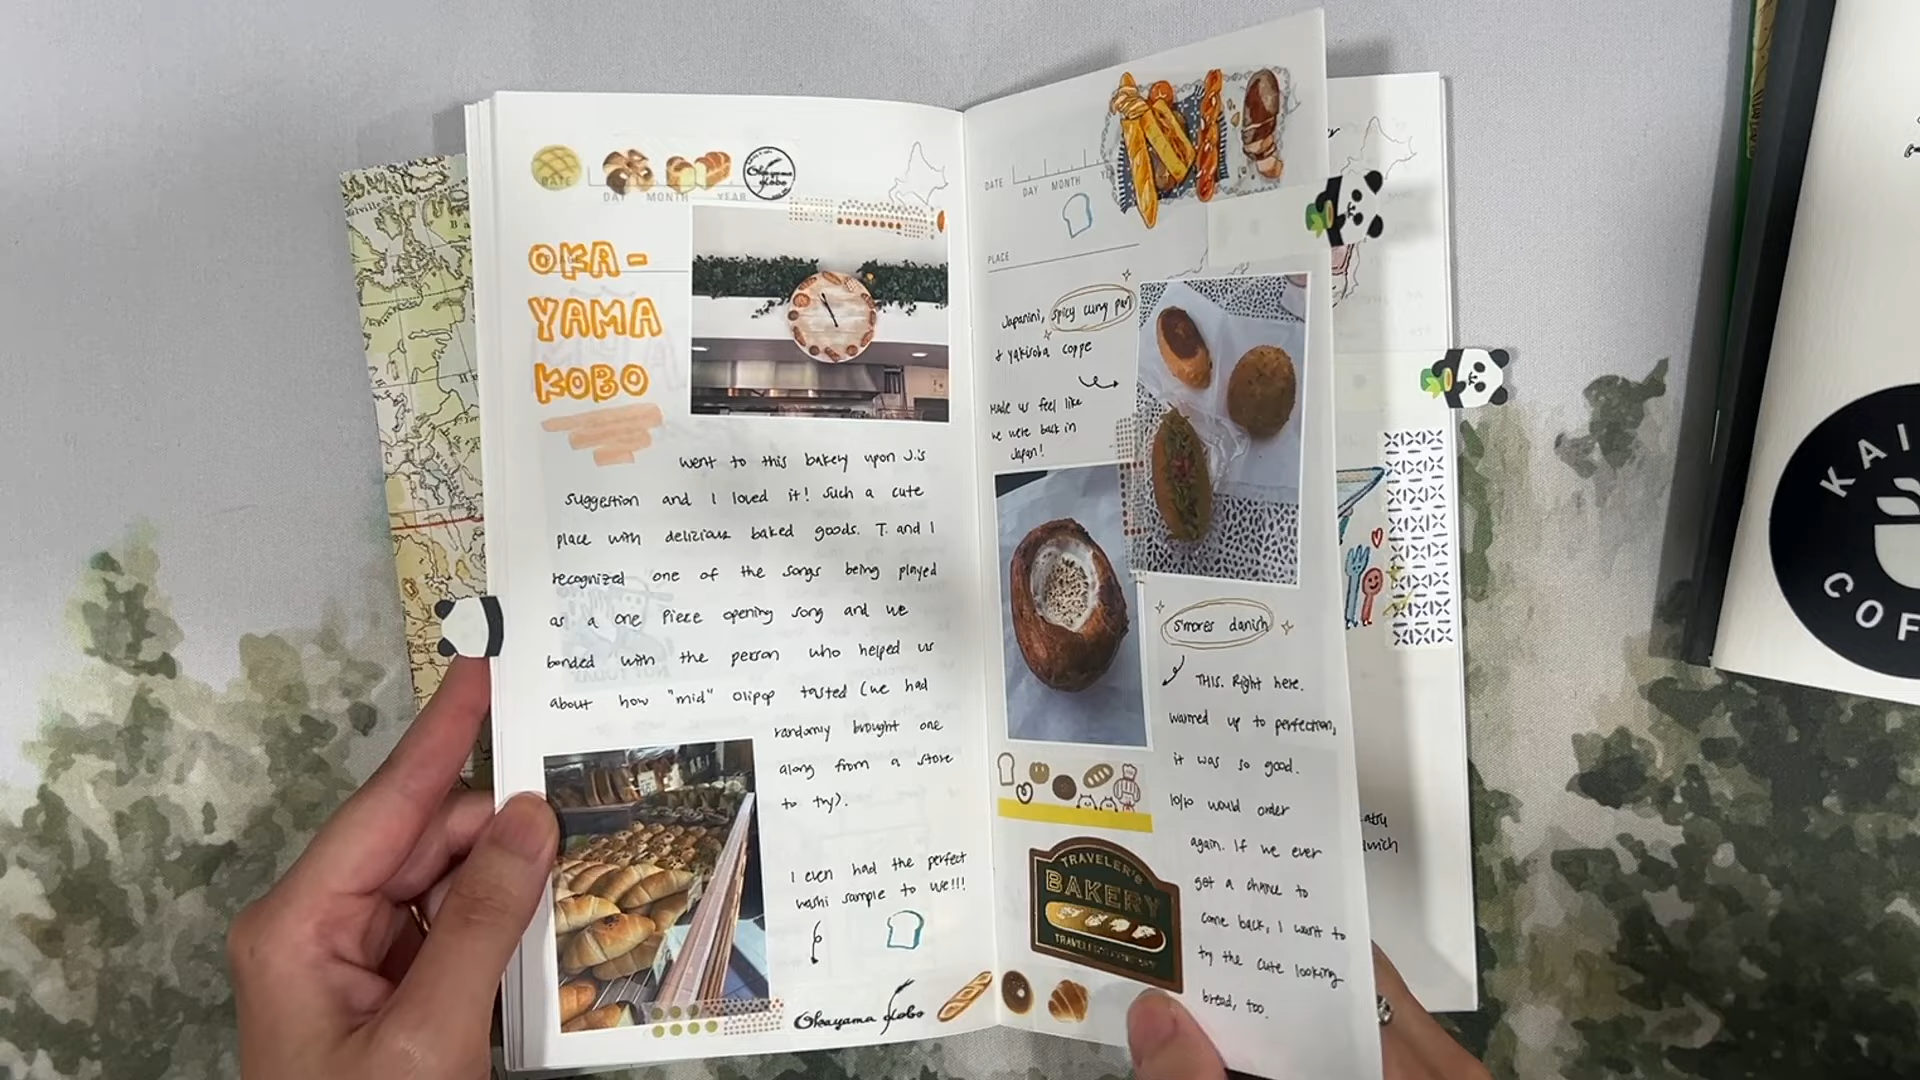 DATE
DAY MONTH YEAR
Okayama Kobo
OKA-
YAMA
KOBO
Went to this bakery upon J.'s
suggestion and I loved it! Such a cute
place with delicious baked goods. T. and I
recognized one of the songs being played
as a One Piece opening song and we
bonded with the person who helped us
about how "mid" olipop tasted (we had
randomly brought one
along from a store
to try).
I even had the perfect
washi sample to use!!!
Okayama Kobo
DATE
DAY MONTH
PLACE
Japanini, spicy curry pan
+ yakisoba coppe
Made us feel like
we were back in
Japan!
s'mores danish
THIS. Right here.
Warmed up to perfection,
it was so good.
10/10 would order
again. If we ever
get a chance to
come back, I want to
try the cute looking
bread, too.
TRAVELER'S
BAKERY
KAI
COF